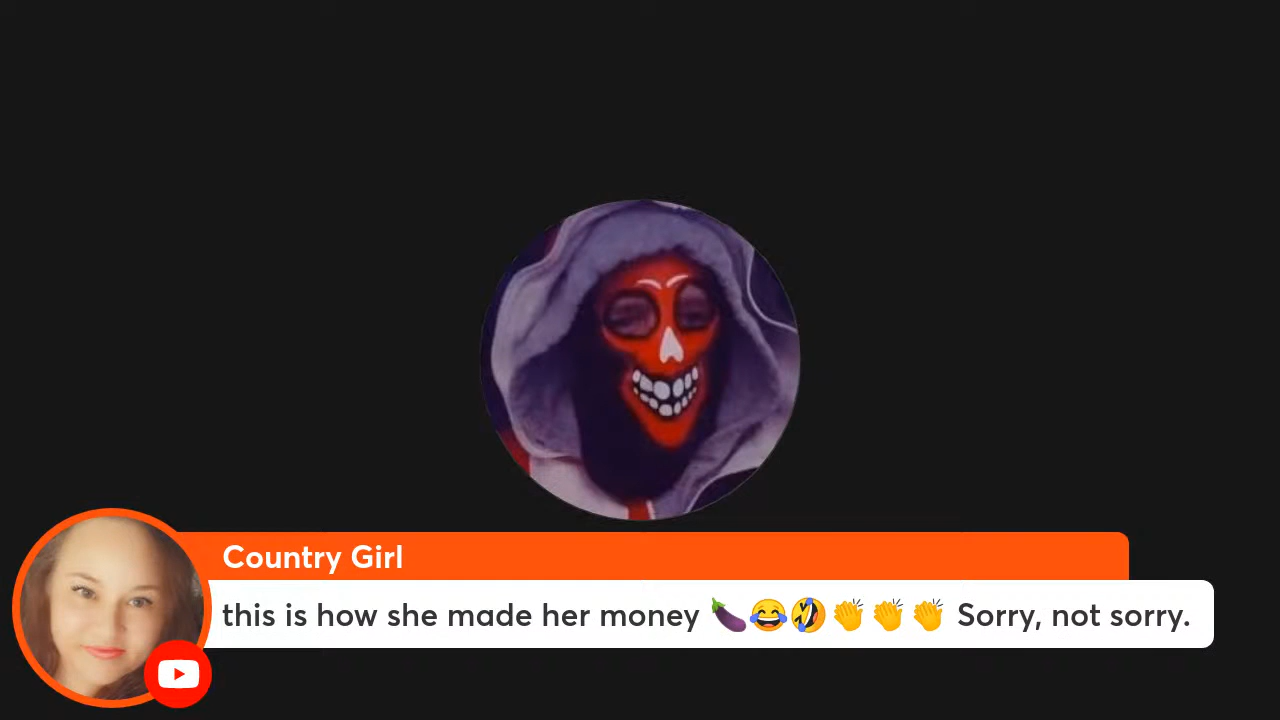 Country Girl
this is how she made her money 🍆😂🤣👏👏👏 Sorry, not sorry.